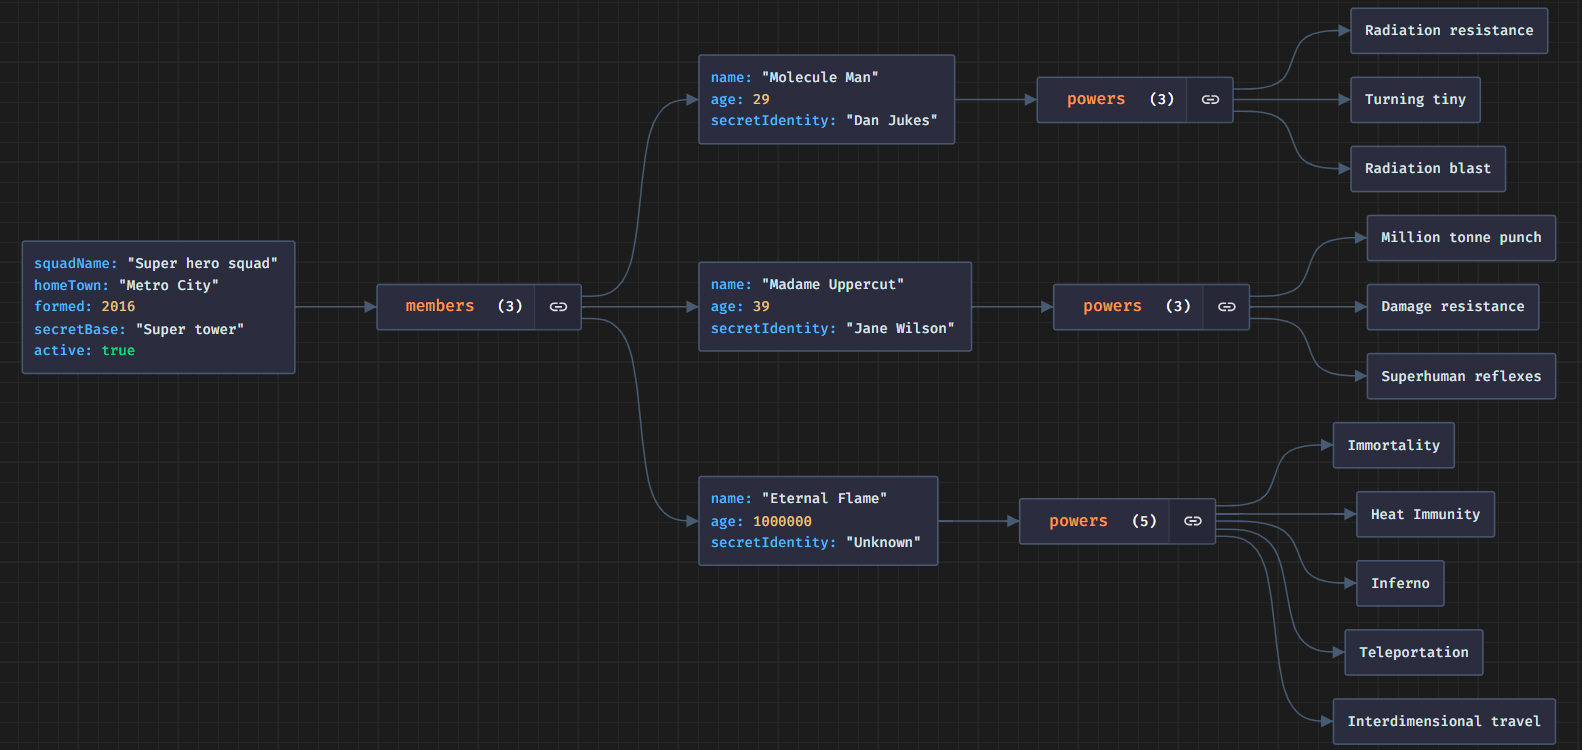 squadName: "Super hero squad"
homeTown: "Metro City"
formed: 2016
secretBase: "Super tower"
active: true
members (3)
name: "Molecule Man"
age: 29
secretIdentity: "Dan Jukes"
powers (3)
Radiation resistance
Turning tiny
Radiation blast
name: "Madame Uppercut"
age: 39
secretIdentity: "Jane Wilson"
powers (3)
Million tonne punch
Damage resistance
Superhuman reflexes
name: "Eternal Flame"
age: 1000000
secretIdentity: "Unknown"
powers (5)
Immortality
Heat Immunity
Inferno
Teleportation
Interdimensional travel